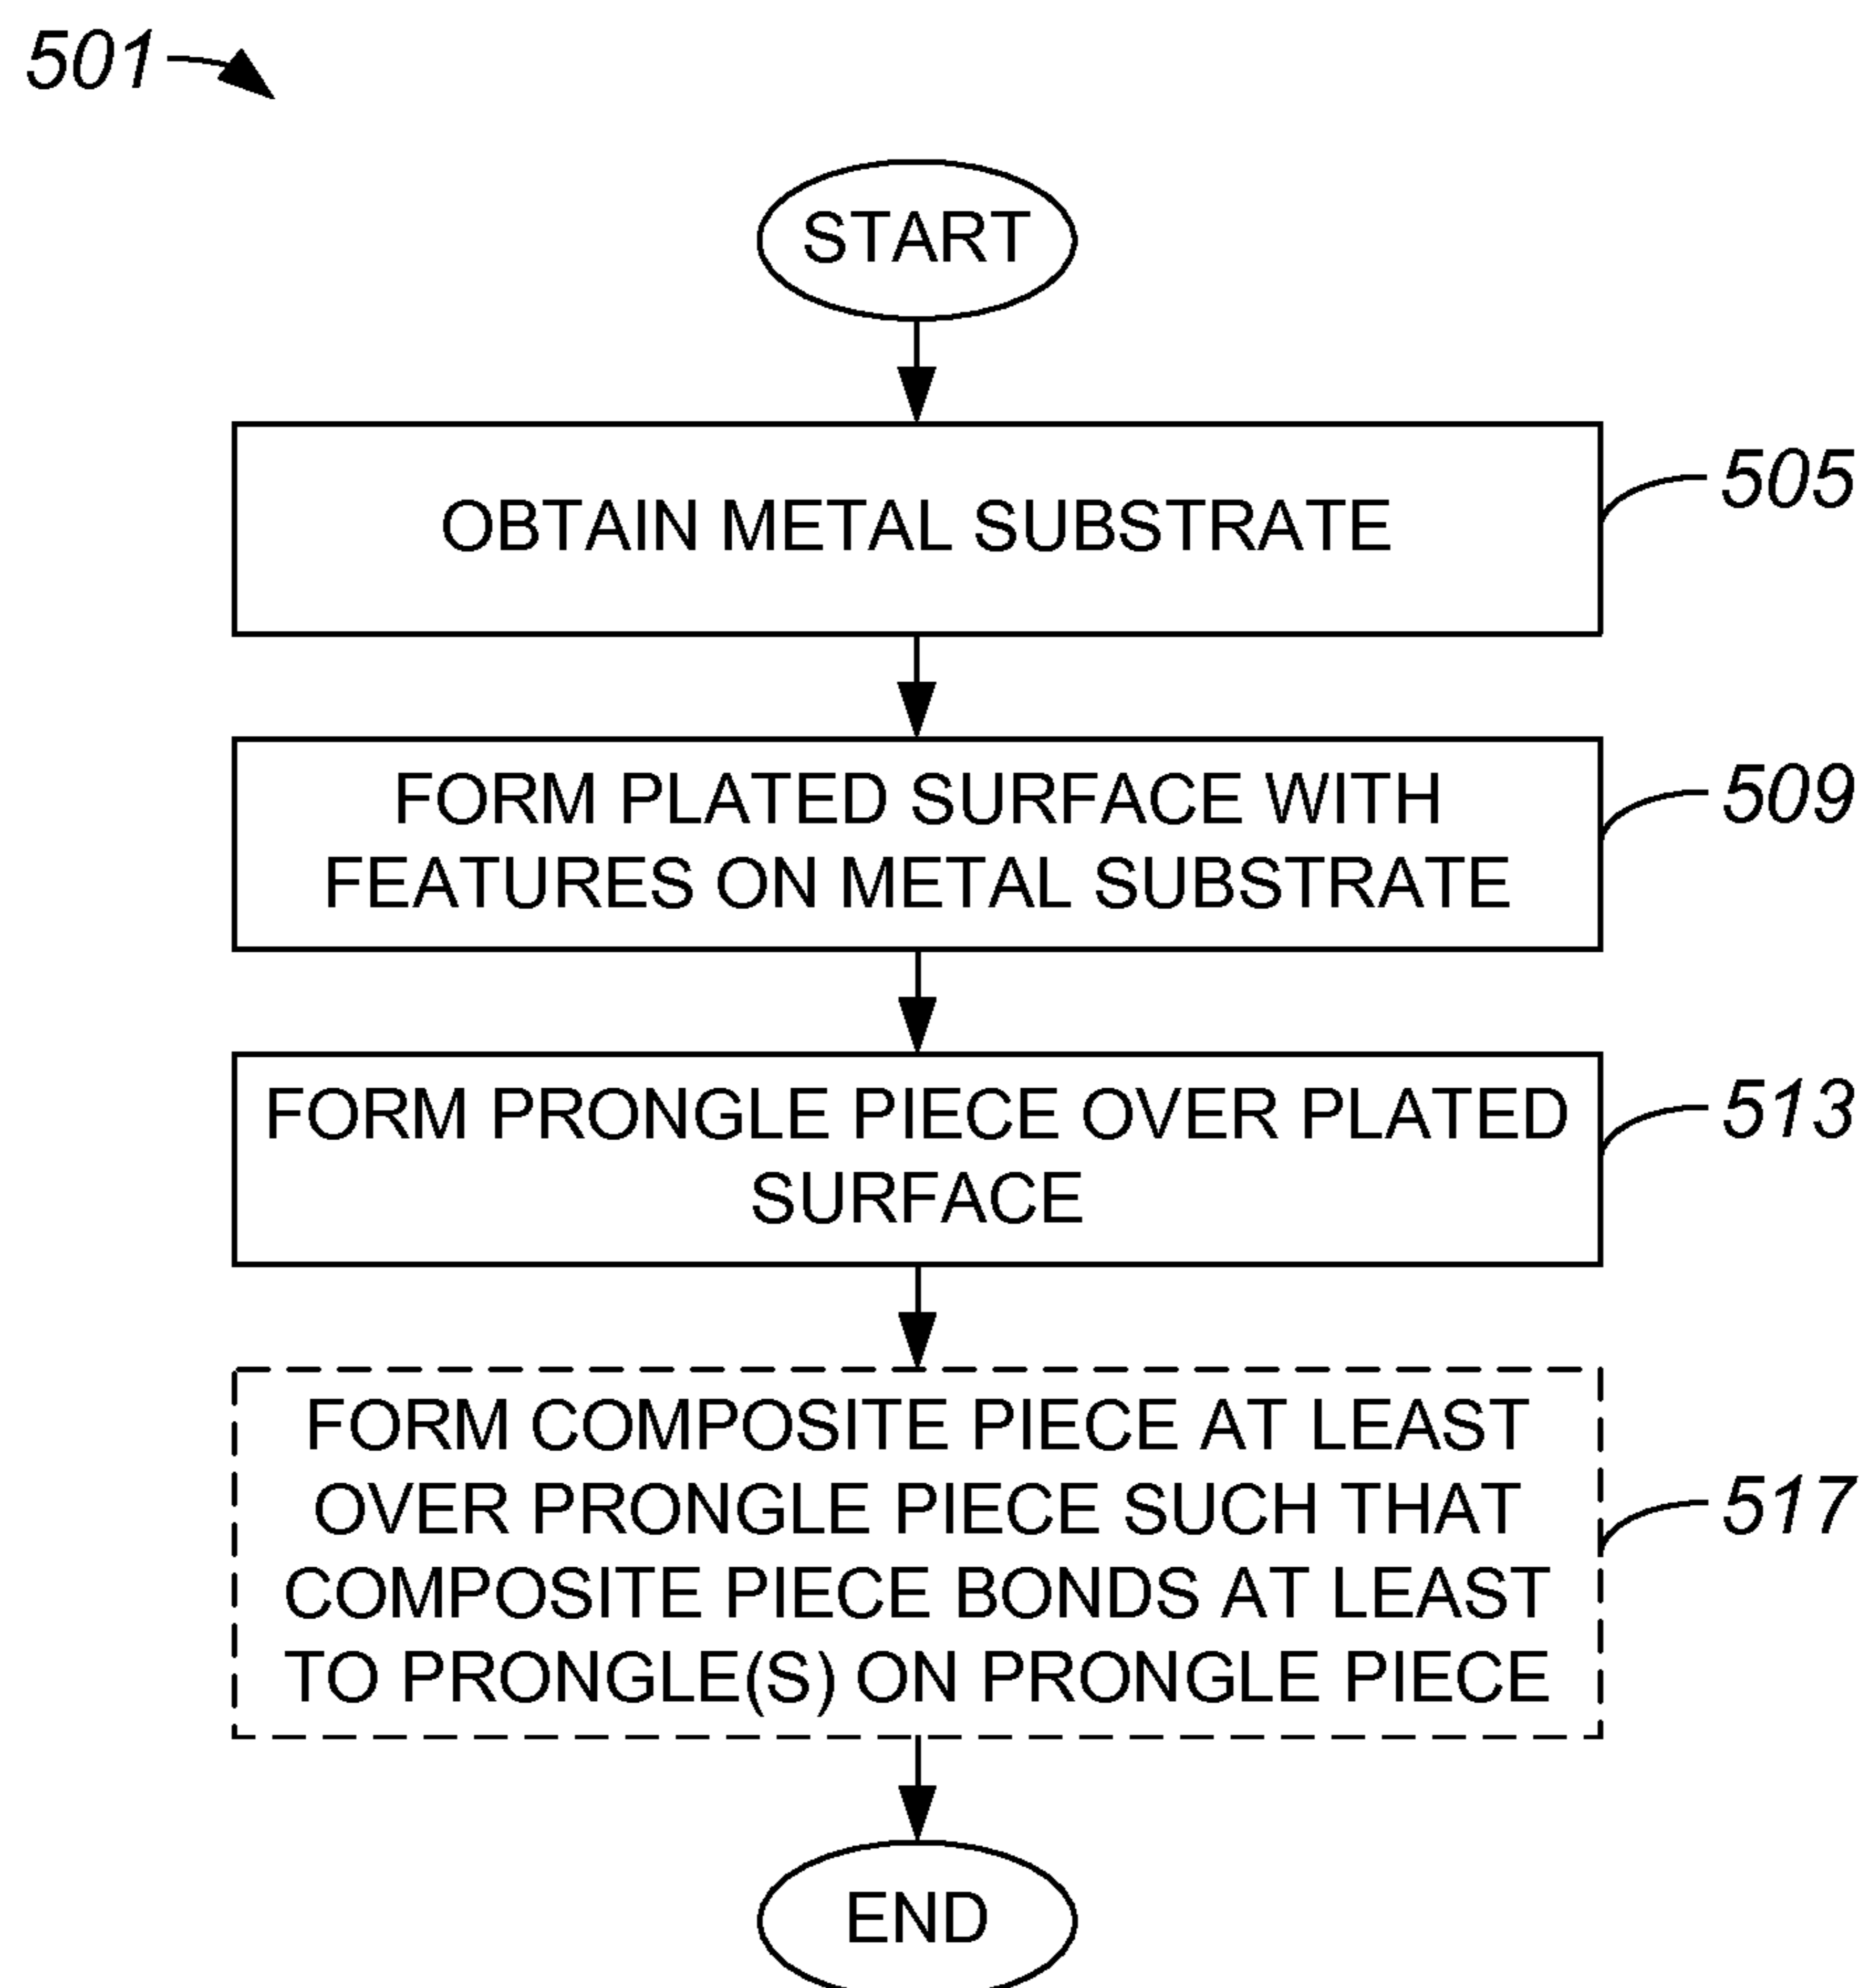 501
START
OBTAIN METAL SUBSTRATE
505
FORM PLATED SURFACE WITH
FEATURES ON METAL SUBSTRATE
509
FORM PRONGLE PIECE OVER PLATED
SURFACE
513
FORM COMPOSITE PIECE AT LEAST
OVER PRONGLE PIECE SUCH THAT
COMPOSITE PIECE BONDS AT LEAST
TO PRONGLE(S) ON PRONGLE PIECE
517
END